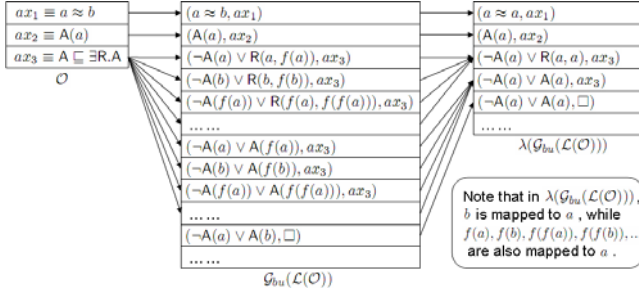 ax₁ ≡ a ≈ b
ax₂ ≡ A(a)
ax₃ ≡ A ⊑ ∃R.A
𝒪
(a ≈ b, ax₁)
(A(a), ax₂)
(¬A(a) ∨ R(a, f(a)), ax₃)
(¬A(b) ∨ R(b, f(b)), ax₃)
(¬A(f(a)) ∨ R(f(a), f(f(a))), ax₃)
... ...
(¬A(a) ∨ A(f(a)), ax₃)
(¬A(b) ∨ A(f(b)), ax₃)
(¬A(f(a)) ∨ A(f(f(a))), ax₃)
... ...
(¬A(a) ∨ A(b), □)
... ...
𝒢bu(ℒ(𝒪))
(a ≈ a, ax₁)
(A(a), ax₂)
(¬A(a) ∨ R(a, a), ax₃)
(¬A(a) ∨ A(a), ax₃)
(¬A(a) ∨ A(a), □)
... ...
λ(𝒢bu(ℒ(𝒪)))
Note that in λ(𝒢bu(ℒ(𝒪))),
b is mapped to a , while
f(a), f(b), f(f(a)), f(f(b)), ...
are also mapped to a .